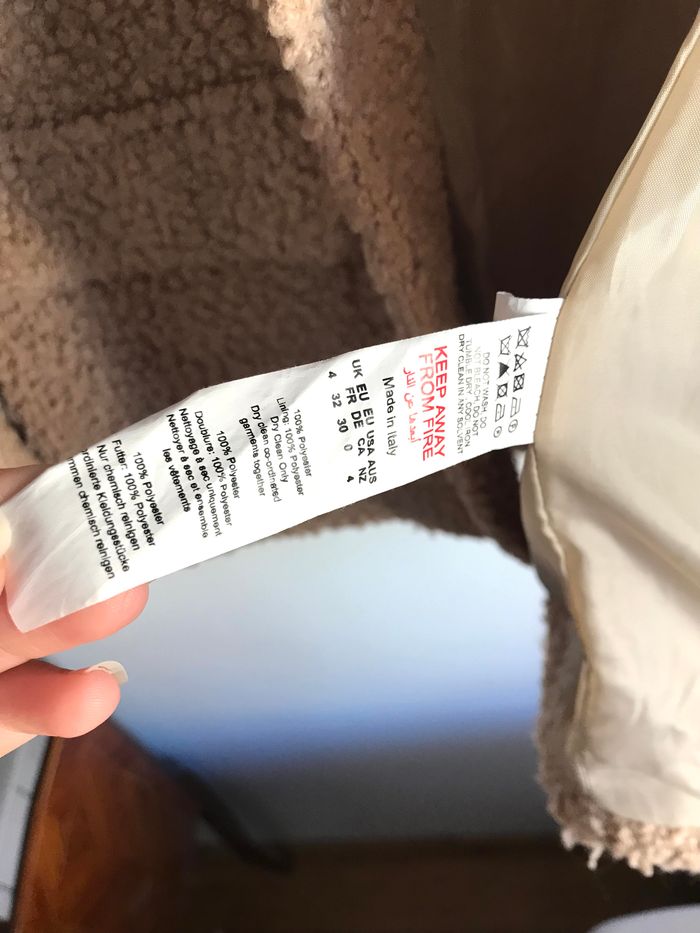 DO NOT WASH, DO
NOT BLEACH, DO NOT
TUMBLE DRY, COOL IRON,
DRY CLEAN IN ANY SOLVENT
KEEP AWAY
FROM FIRE
ابعدها عن النار
Made in Italy
UK EU EU USA AUS
FR DE CA NZ
4 32 30 0 4
100% Polyester
Lining: 100% Polyester
Dry Clean Only
Dry clean co-ordinated
garments together
100% Polyester
Doublure: 100% Polyester
Nettoyage à sec uniquement
Nettoyer à sec et ensemble
les vêtements
100% Polyester
Futter: 100% Polyester
Nur chemisch reinigen
Kleidungsstücke
chemisch reinigen